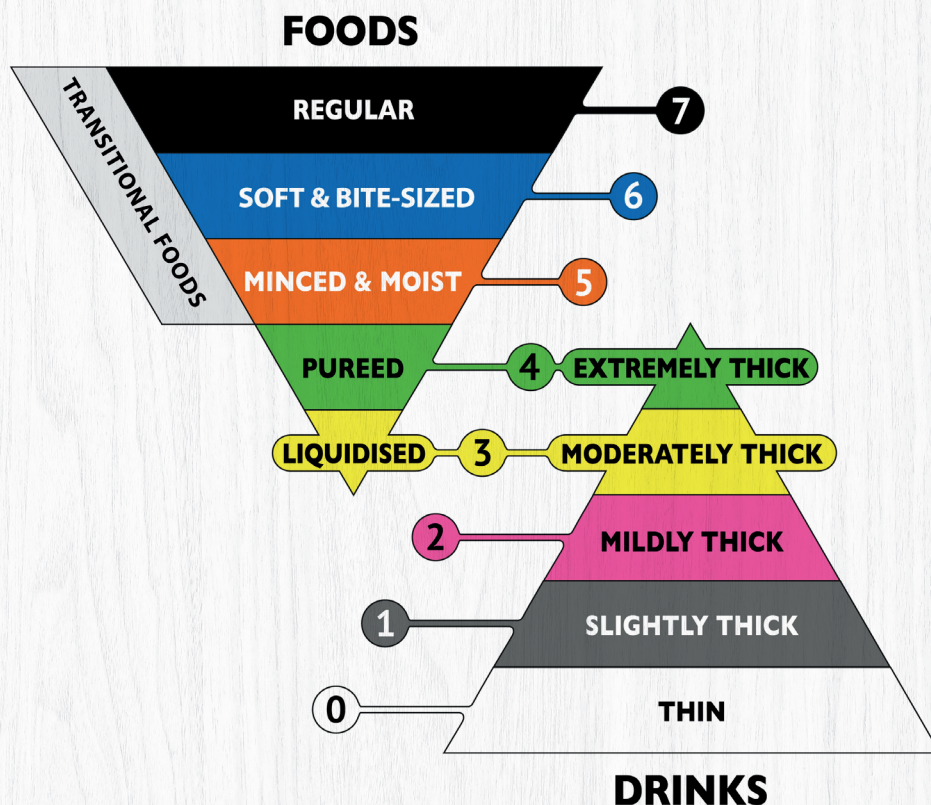 FOODS
TRANSITIONAL FOODS
REGULAR
7
SOFT & BITE-SIZED
6
MINCED & MOIST
5
PUREED
4
EXTREMELY THICK
LIQUIDISED
3
MODERATELY THICK
2
MILDLY THICK
1
SLIGHTLY THICK
0
THIN
DRINKS